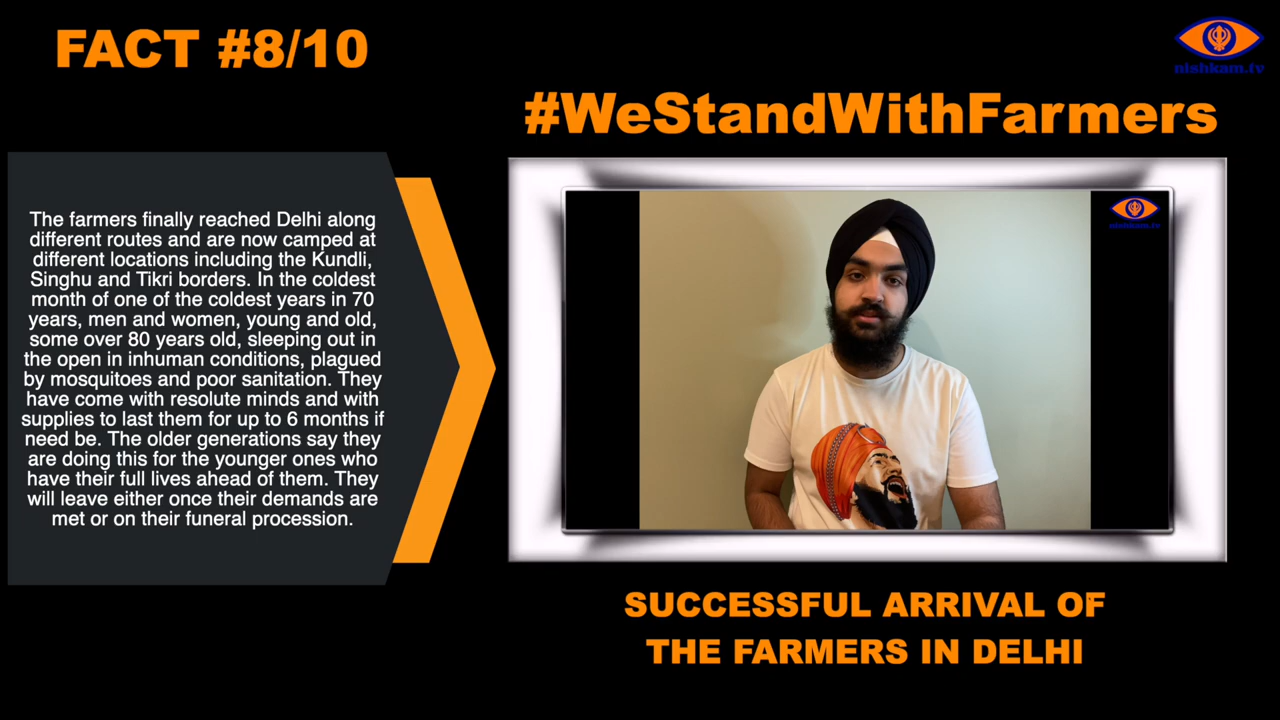 FACT #8/10
nishkam.tv
#WeStandWithFarmers
The farmers finally reached Delhi along
different routes and are now camped at
different locations including the Kundli,
Singhu and Tikri borders. In the coldest
month of one of the coldest years in 70
years, men and women, young and old,
some over 80 years old, sleeping out in
the open in inhuman conditions, plagued
by mosquitoes and poor sanitation. They
have come with resolute minds and with
supplies to last them for up to 6 months if
need be. The older generations say they
are doing this for the younger ones who
have their full lives ahead of them. They
will leave either once their demands are
met or on their funeral procession.
nishkam.tv
SUCCESSFUL ARRIVAL OF
THE FARMERS IN DELHI